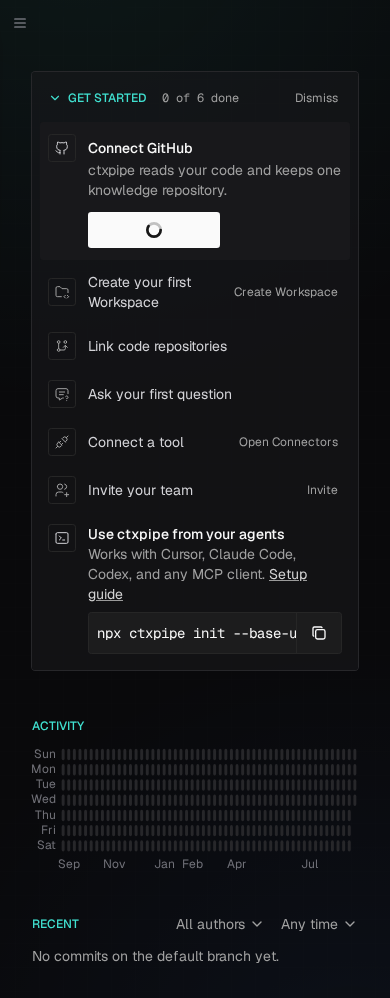 GET STARTED 0 of 6 done Dismiss
Connect GitHub
ctxpipe reads your code and keeps one
knowledge repository.
Create your first
Workspace
Create Workspace
Link code repositories
Ask your first question
Connect a tool Open Connectors
Invite your team Invite
Use ctxpipe from your agents
Works with Cursor, Claude Code,
Codex, and any MCP client. Setup
guide
npx ctxpipe init --base-u
ACTIVITY
Sun
Mon
Tue
Wed
Thu
Fri
Sat
Sep Nov Jan Feb Apr Jul
RECENT All authors Any time
No commits on the default branch yet.